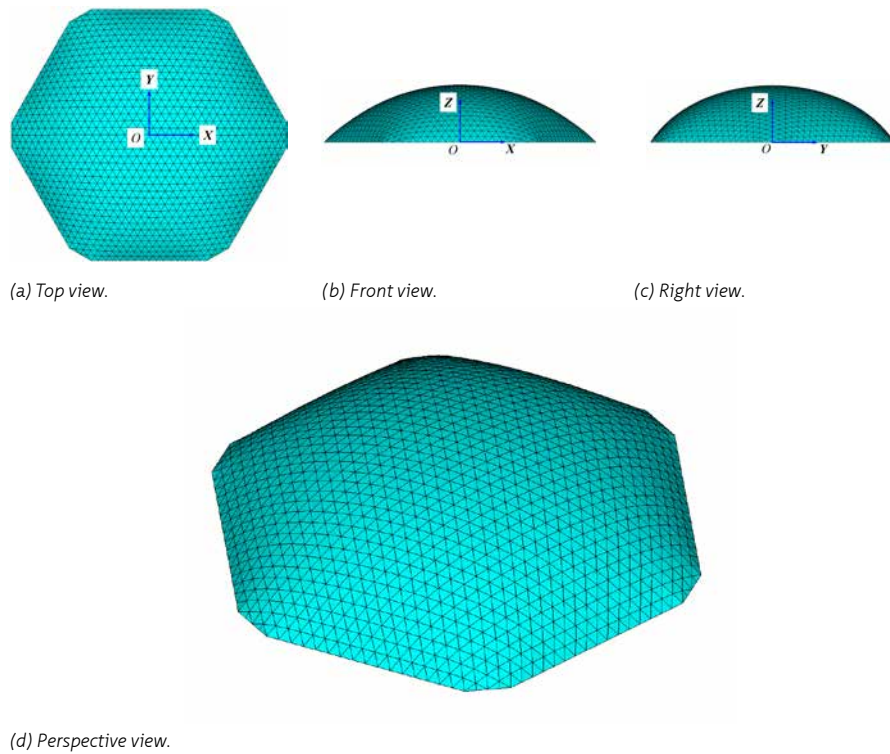 Y
O
X
Z
O
X
Z
O
Y
(a) Top view.
(b) Front view.
(c) Right view.
(d) Perspective view.